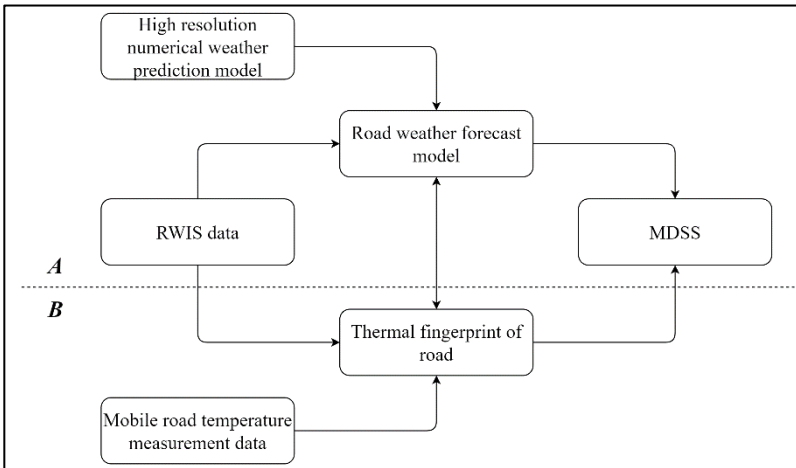 High resolution
numerical weather
prediction model
Road weather forecast
model
RWIS data
MDSS
A
B
Thermal fingerprint of
road
Mobile road temperature
measurement data